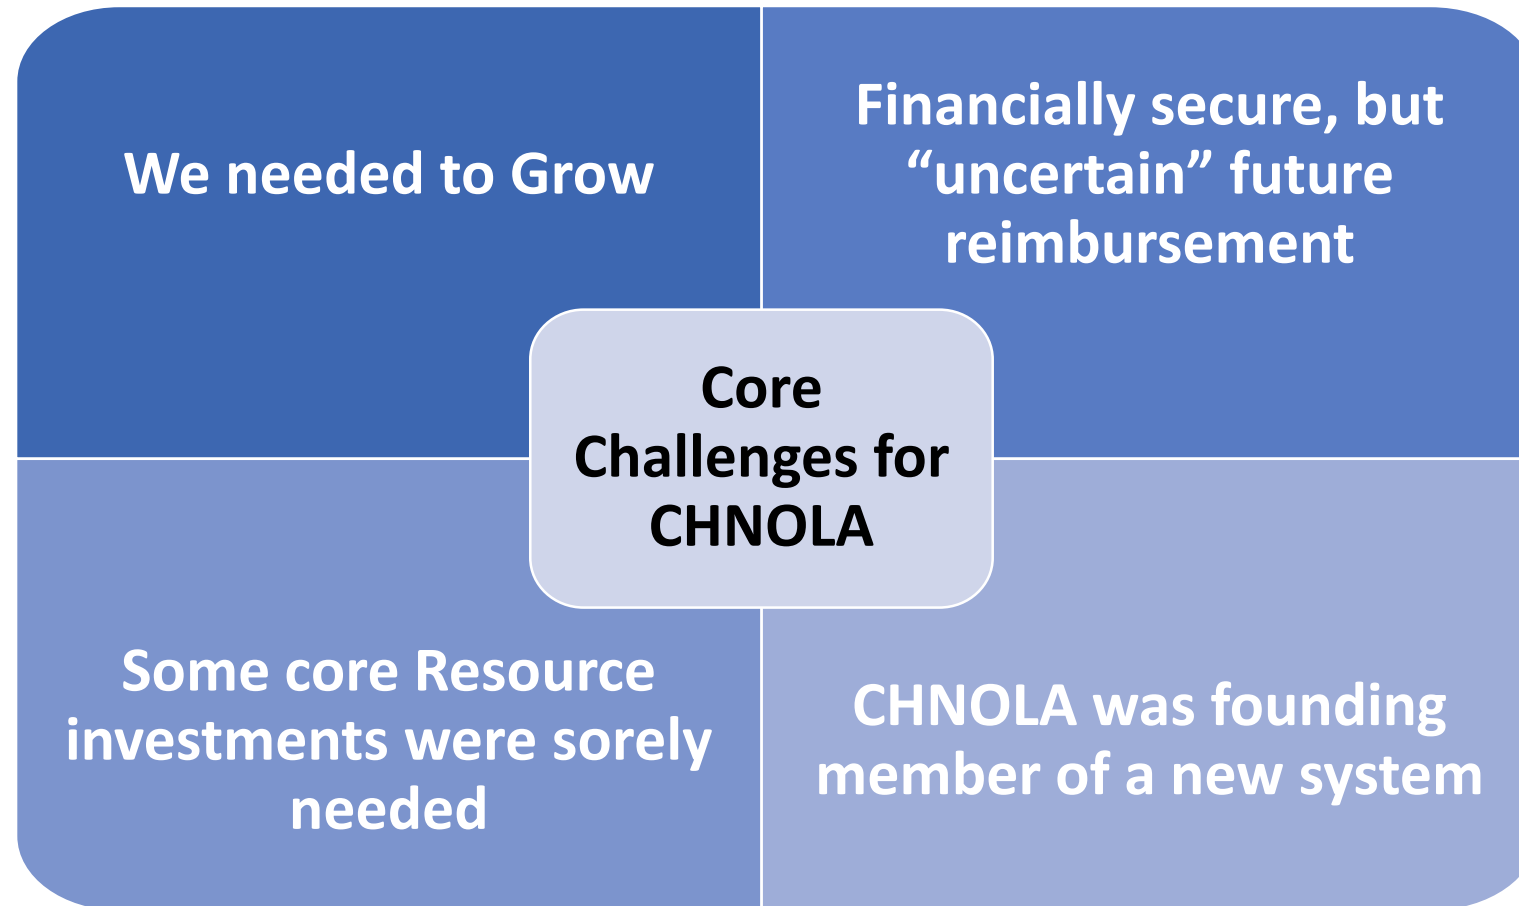 We needed to Grow
Financially secure, but
“uncertain” future
reimbursement
Core
Challenges for
CHNOLA
Some core Resource
investments were sorely
needed
CHNOLA was founding
member of a new system